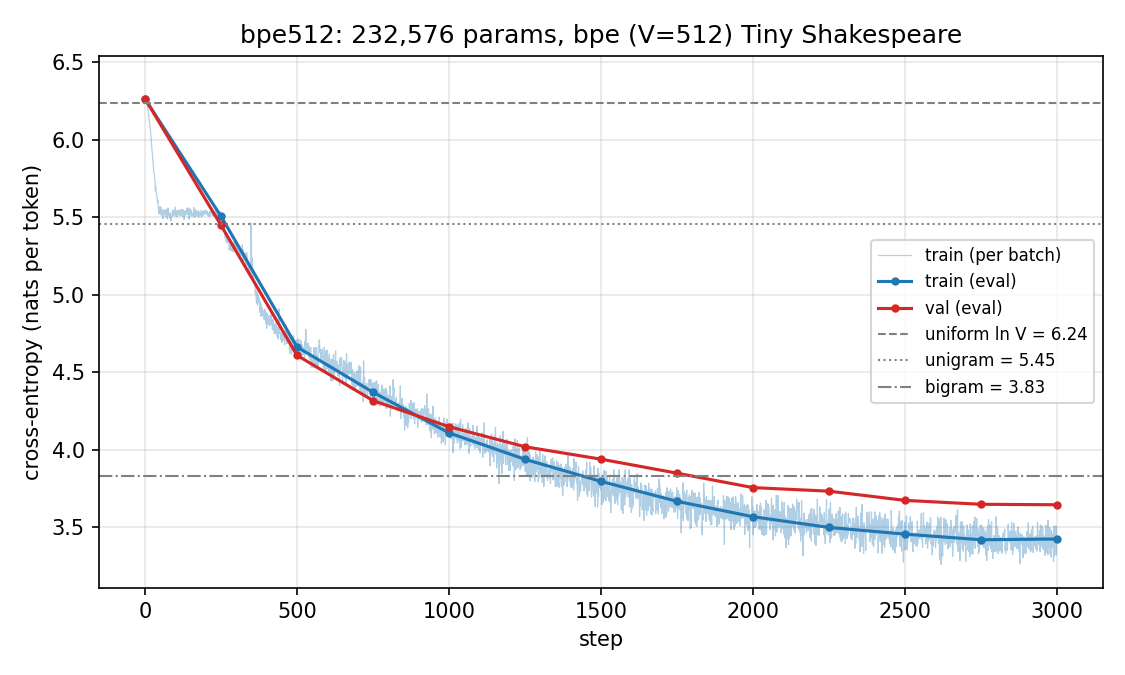 bpe512: 232,576 params, bpe (V=512) Tiny Shakespeare
cross-entropy (nats per token)
6.5
6.0
5.5
5.0
4.5
4.0
3.5
train (per batch)
train (eval)
val (eval)
uniform ln V = 6.24
unigram = 5.45
bigram = 3.83
0
500
1000
1500
2000
2500
3000
step